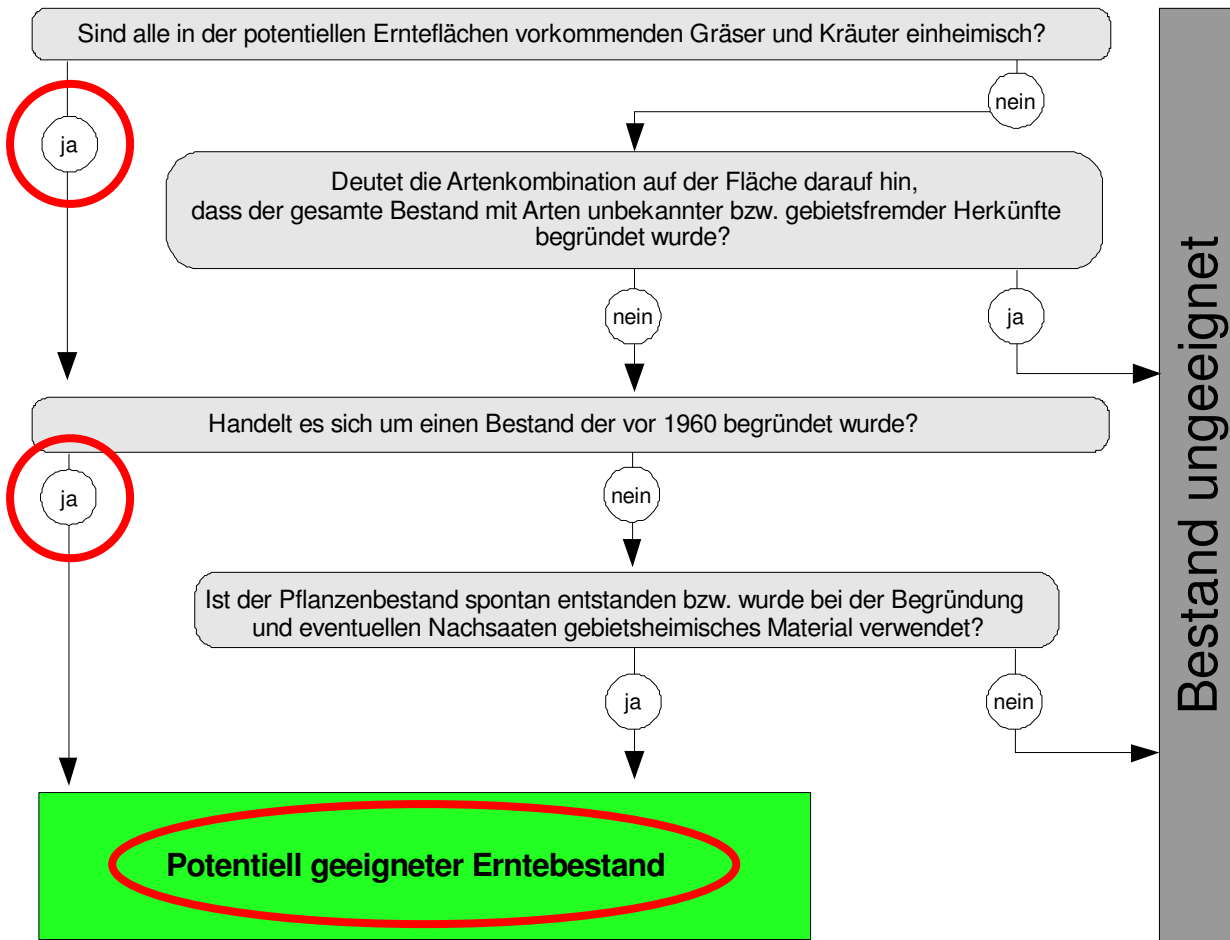 Sind alle in der potentiellen Ernteflächen vorkommenden Gräser und Kräuter einheimisch?
nein
ja
Deutet die Artenkombination auf der Fläche darauf hin,
dass der gesamte Bestand mit Arten unbekannter bzw. gebietsfremder Herkünfte
begründet wurde?
nein
ja
Handelt es sich um einen Bestand der vor 1960 begründet wurde?
ja
nein
Ist der Pflanzenbestand spontan entstanden bzw. wurde bei der Begründung
und eventuellen Nachsaaten gebietsheimisches Material verwendet?
ja
nein
Potentiell geeigneter Erntebestand
Bestand ungeeignet